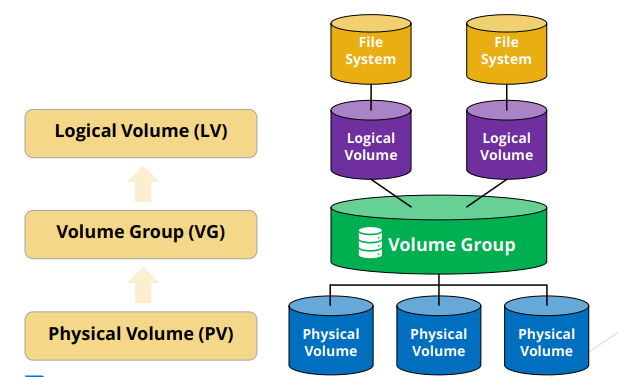 Logical Volume (LV)
Volume Group (VG)
Physical Volume (PV)
File
System
File
System
Logical
Volume
Logical
Volume
Volume Group
Physical
Volume
Physical
Volume
Physical
Volume